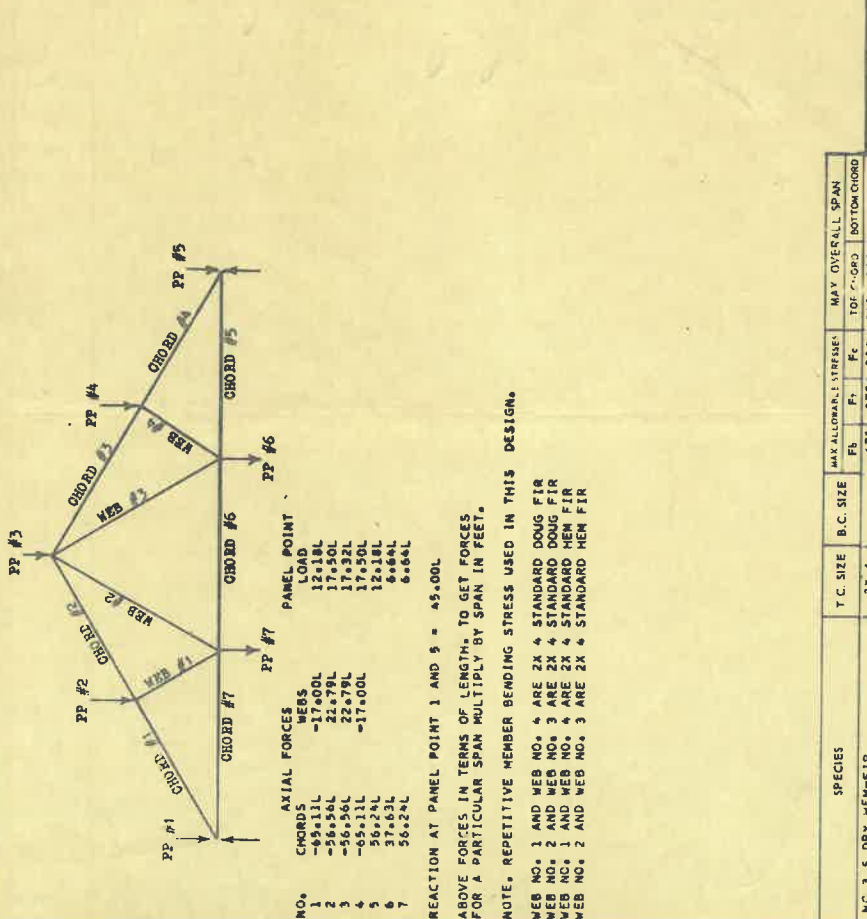 PP #3
PP #2
PP #4
CHORD #2
CHORD #3
PP #1
CHORD #1
WEB #1
WEB #2
WEB #3
WEB #4
CHORD #4
PP #5
CHORD #7
CHORD #6
CHORD #5
PP #7
PP #6
AXIAL FORCES PANEL POINT
NO. CHORDS WEBS LOAD
1 -65.11L -17.00L 12.18L
2 -56.56L 22.79L 17.50L
3 -56.56L 22.79L 17.32L
4 -65.11L -17.00L 17.50L
5 56.24L 12.18L
6 37.63L 6.64L
7 56.24L 6.64L
REACTION AT PANEL POINT 1 AND 5 = 45.00L
ABOVE FORCES IN TERMS OF LENGTH. TO GET FORCES
FOR A PARTICULAR SPAN MULTIPLY BY SPAN IN FEET.
NOTE. REPETITIVE MEMBER BENDING STRESS USED IN THIS DESIGN.
WEB NO. 1 AND WEB NO. 4 ARE 2X 4 STANDARD DOUG FIR
WEB NO. 2 AND WEB NO. 3 ARE 2X 4 STANDARD DOUG FIR
WEB NO. 1 AND WEB NO. 4 ARE 2X 4 STANDARD HEM FIR
WEB NO. 2 AND WEB NO. 3 ARE 2X 4 STANDARD HEM FIR
SPECIES T.C. SIZE B.C. SIZE MAX ALLOWABLE STRESSES MAX OVERALL SPAN
Fb Ft Fc TOP CHORD BOTTOM CHORD